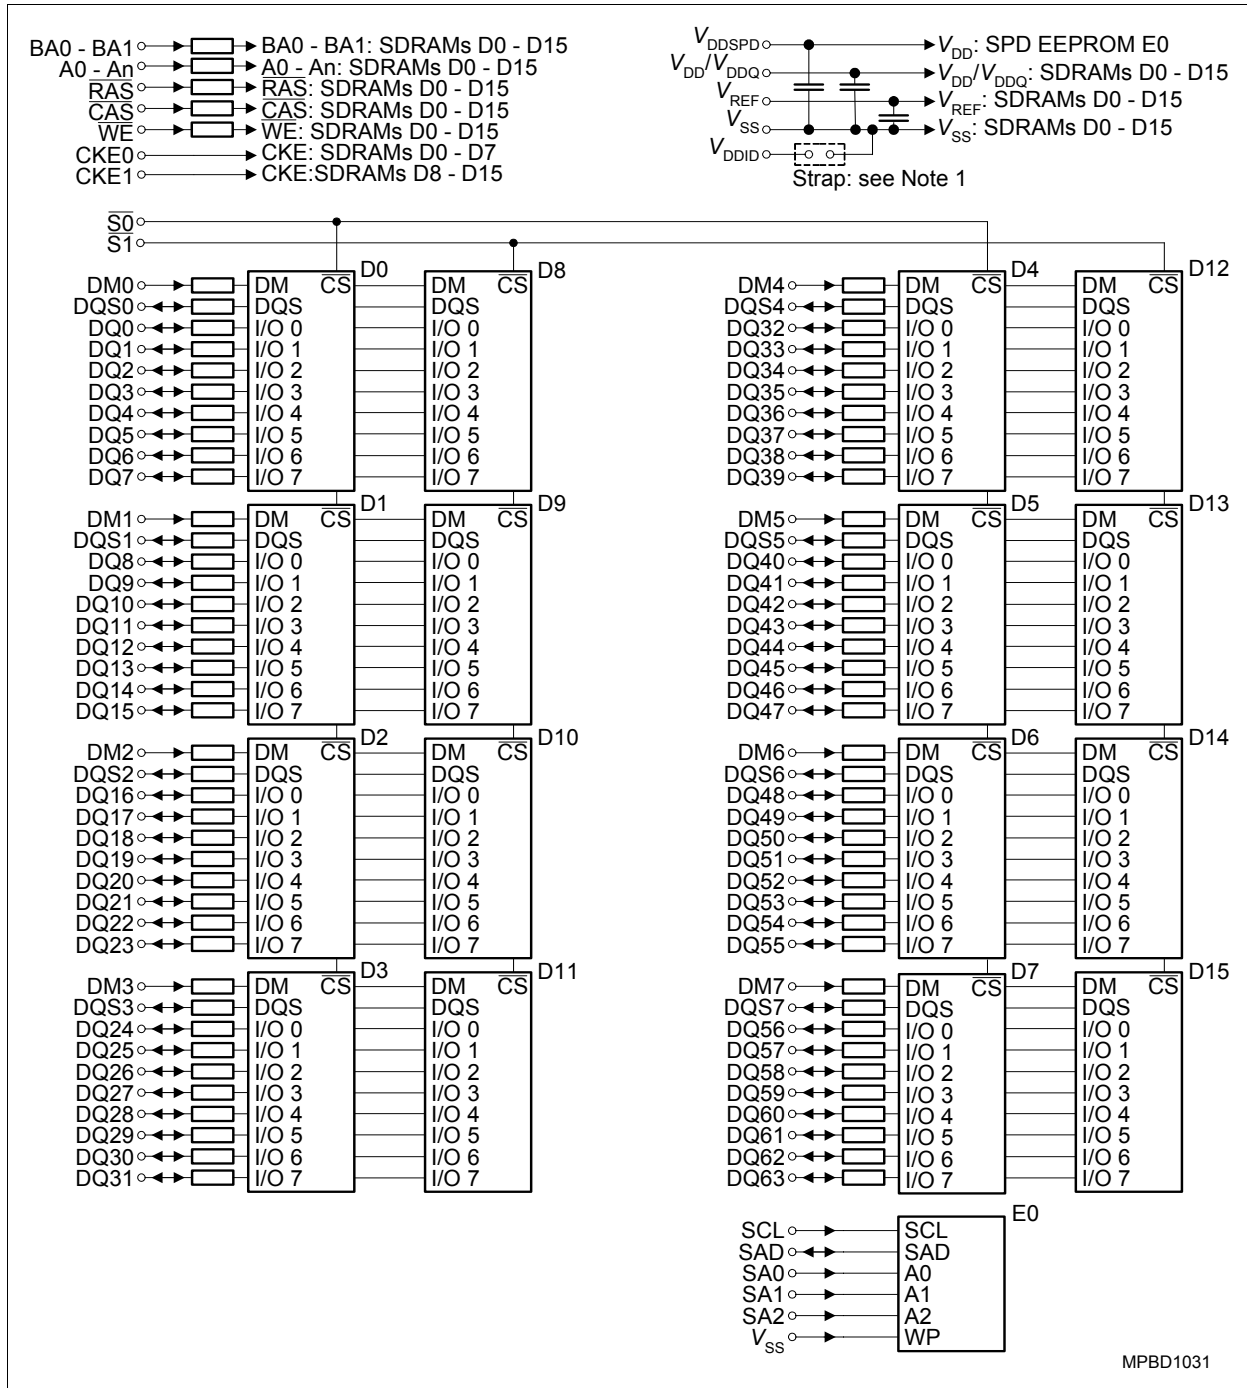 BA0 - BA1 BA0 - BA1: SDRAMs D0 - D15
A0 - An A0 - An: SDRAMs D0 - D15
RAS RAS: SDRAMs D0 - D15
CAS CAS: SDRAMs D0 - D15
WE WE: SDRAMs D0 - D15
CKE0 CKE: SDRAMs D0 - D7
CKE1 CKE:SDRAMs D8 - D15
VDDSPD VDD: SPD EEPROM E0
VDD/VDDQ VDD/VDDQ: SDRAMs D0 - D15
VREF VREF: SDRAMs D0 - D15
VSS VSS: SDRAMs D0 - D15
VDDID
Strap: see Note 1
S0
S1
D0 D8 D4 D12
DM0 DM CS DM CS DM4 DM CS DM CS
DQS0 DQS DQS DQS4 DQS DQS
DQ0 I/O 0 I/O 0 DQ32 I/O 0 I/O 0
DQ1 I/O 1 I/O 1 DQ33 I/O 1 I/O 1
DQ2 I/O 2 I/O 2 DQ34 I/O 2 I/O 2
DQ3 I/O 3 I/O 3 DQ35 I/O 3 I/O 3
DQ4 I/O 4 I/O 4 DQ36 I/O 4 I/O 4
DQ5 I/O 5 I/O 5 DQ37 I/O 5 I/O 5
DQ6 I/O 6 I/O 6 DQ38 I/O 6 I/O 6
DQ7 I/O 7 I/O 7 DQ39 I/O 7 I/O 7
D1 D9 D5 D13
DM1 DM CS DM CS DM5 DM CS DM CS
DQS1 DQS DQS DQS5 DQS DQS
DQ8 I/O 0 I/O 0 DQ40 I/O 0 I/O 0
DQ9 I/O 1 I/O 1 DQ41 I/O 1 I/O 1
DQ10 I/O 2 I/O 2 DQ42 I/O 2 I/O 2
DQ11 I/O 3 I/O 3 DQ43 I/O 3 I/O 3
DQ12 I/O 4 I/O 4 DQ44 I/O 4 I/O 4
DQ13 I/O 5 I/O 5 DQ45 I/O 5 I/O 5
DQ14 I/O 6 I/O 6 DQ46 I/O 6 I/O 6
DQ15 I/O 7 I/O 7 DQ47 I/O 7 I/O 7
D2 D10 D6 D14
DM2 DM CS DM CS DM6 DM CS DM CS
DQS2 DQS DQS DQS6 DQS DQS
DQ16 I/O 0 I/O 0 DQ48 I/O 0 I/O 0
DQ17 I/O 1 I/O 1 DQ49 I/O 1 I/O 1
DQ18 I/O 2 I/O 2 DQ50 I/O 2 I/O 2
DQ19 I/O 3 I/O 3 DQ51 I/O 3 I/O 3
DQ20 I/O 4 I/O 4 DQ52 I/O 4 I/O 4
DQ21 I/O 5 I/O 5 DQ53 I/O 5 I/O 5
DQ22 I/O 6 I/O 6 DQ54 I/O 6 I/O 6
DQ23 I/O 7 I/O 7 DQ55 I/O 7 I/O 7
D3 D11 D7 D15
DM3 DM CS DM CS DM7 DM CS DM CS
DQS3 DQS DQS DQS7 DQS DQS
DQ24 I/O 0 I/O 0 DQ56 I/O 0 I/O 0
DQ25 I/O 1 I/O 1 DQ57 I/O 1 I/O 1
DQ26 I/O 2 I/O 2 DQ58 I/O 2 I/O 2
DQ27 I/O 3 I/O 3 DQ59 I/O 3 I/O 3
DQ28 I/O 4 I/O 4 DQ60 I/O 4 I/O 4
DQ29 I/O 5 I/O 5 DQ61 I/O 5 I/O 5
DQ30 I/O 6 I/O 6 DQ62 I/O 6 I/O 6
DQ31 I/O 7 I/O 7 DQ63 I/O 7 I/O 7
E0
SCL SCL
SAD SAD
SA0 A0
SA1 A1
SA2 A2
VSS WP
MPBD1031